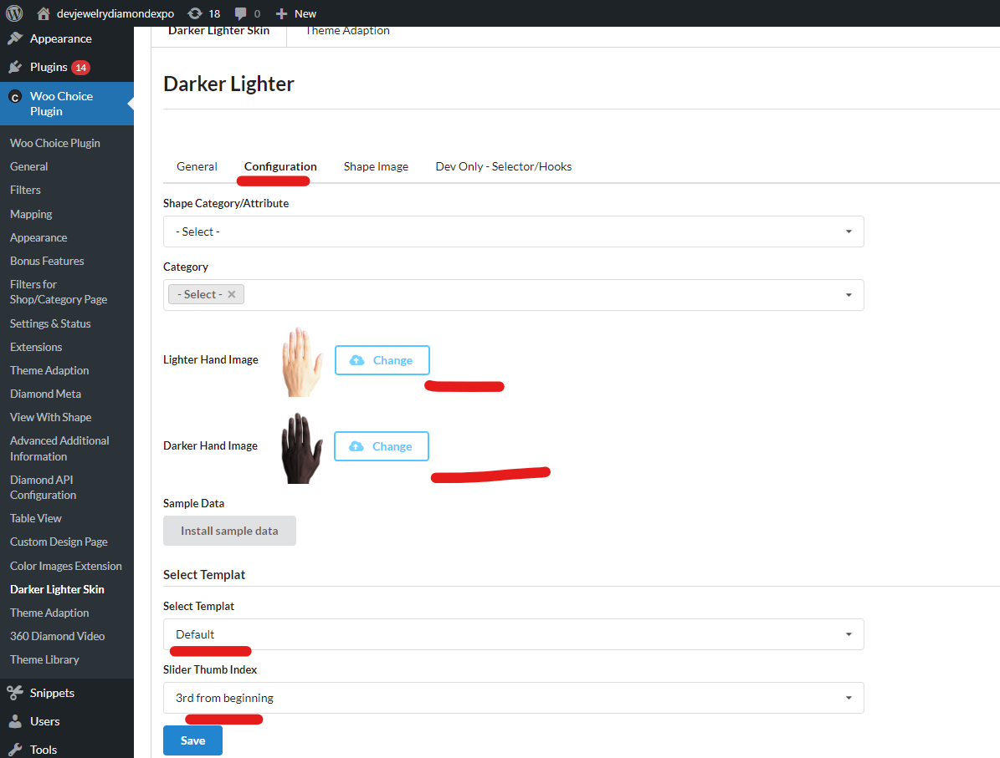 devjewelrydiamondexpo 18 0 New
Appearance
Plugins 14
C Woo Choice
Plugin
Woo Choice Plugin
General
Filters
Mapping
Appearance
Bonus Features
Filters for
Shop/Category Page
Settings & Status
Extensions
Theme Adaption
Diamond Meta
View With Shape
Advanced Additional
Information
Diamond API
Configuration
Table View
Custom Design Page
Color Images Extension
Darker Lighter Skin
Theme Adaption
360 Diamond Video
Theme Library
Snippets
Users
Tools
Darker Lighter Skin Theme Adaption
Darker Lighter
General Configuration Shape Image Dev Only - Selector/Hooks
Shape Category/Attribute
- Select -
Category
- Select -
Lighter Hand Image Change
Darker Hand Image Change
Sample Data
Install sample data
Select Templat
Select Templat
Default
Slider Thumb Index
3rd from beginning
Save